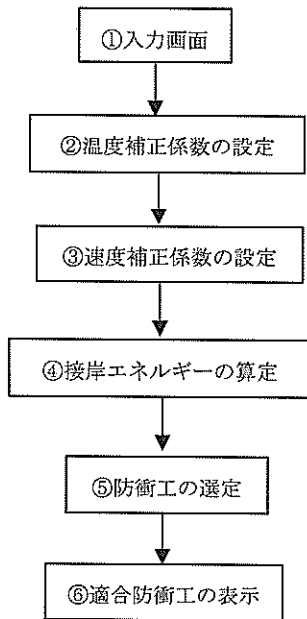 ①入力画面
②温度補正係数の設定
③速度補正係数の設定
④接岸エネルギーの算定
⑤防衝工の選定
⑥適合防衝工の表示